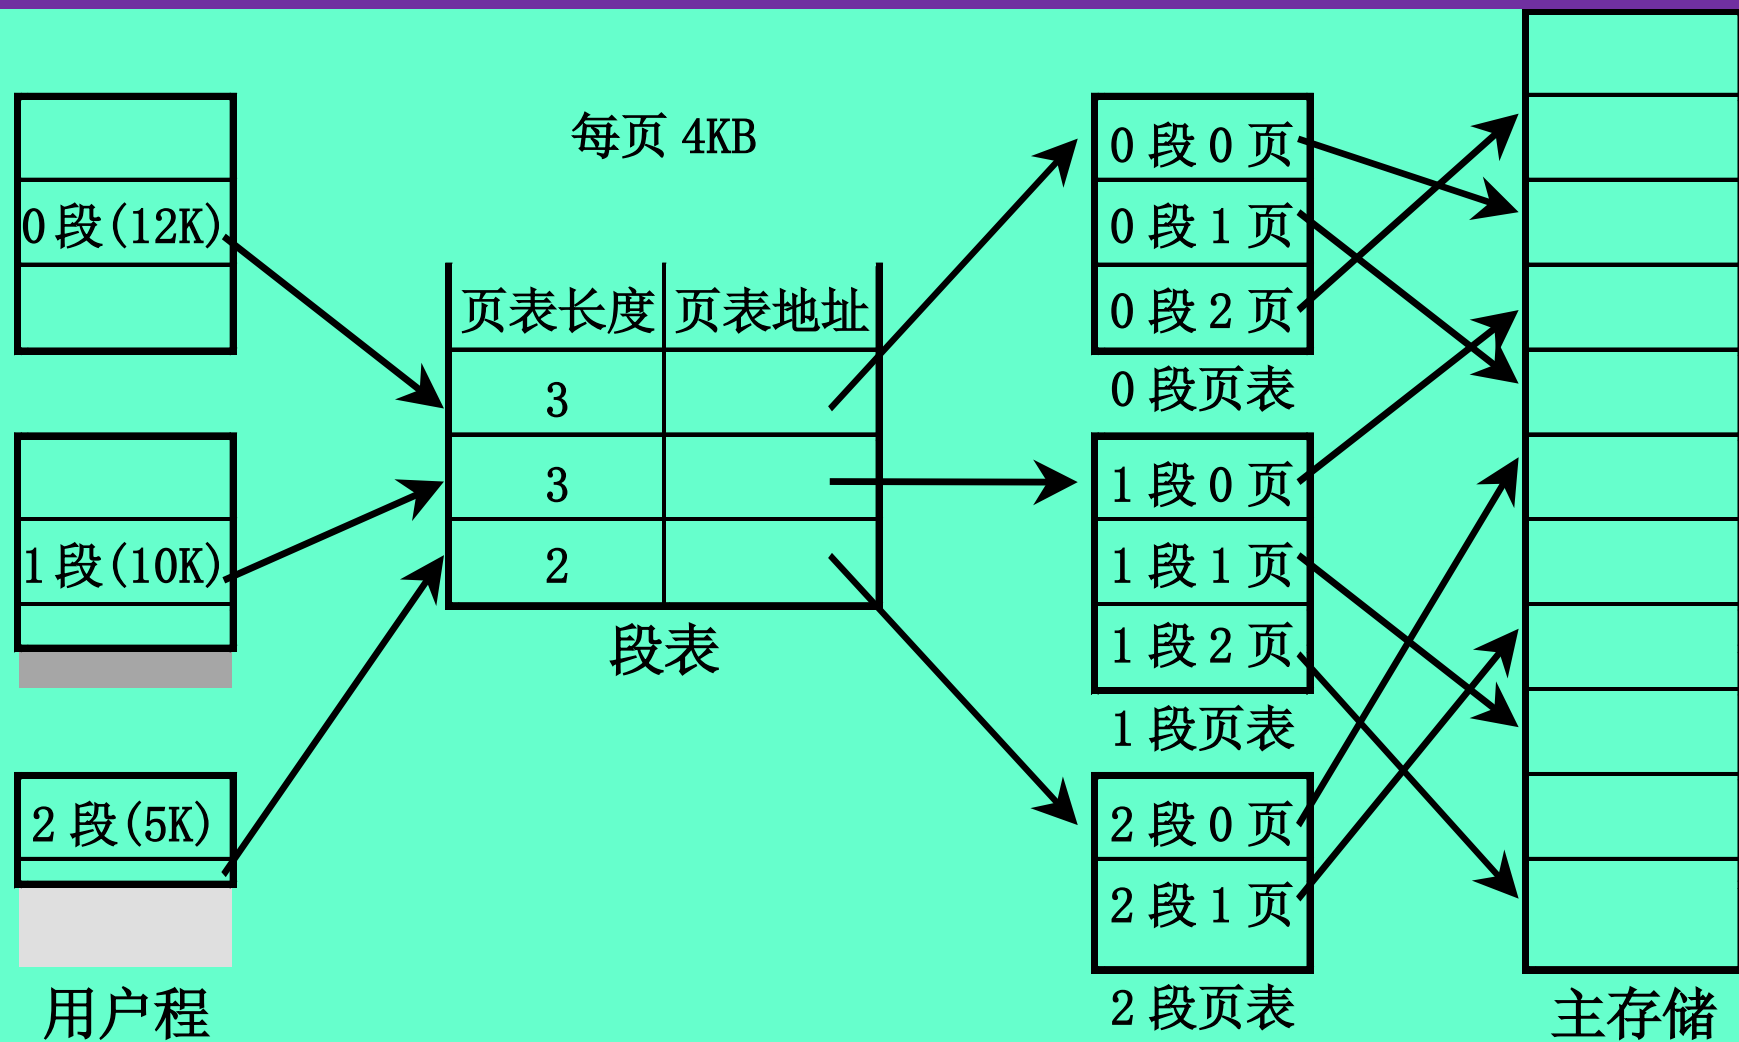 每页 4KB
0 段(12K)
1 段(10K)
2 段(5K)
用户程
页表长度 页表地址
3
3
2
段表
0 段 0 页
0 段 1 页
0 段 2 页
0 段页表
1 段 0 页
1 段 1 页
1 段 2 页
1 段页表
2 段 0 页
2 段 1 页
2 段页表
主存储